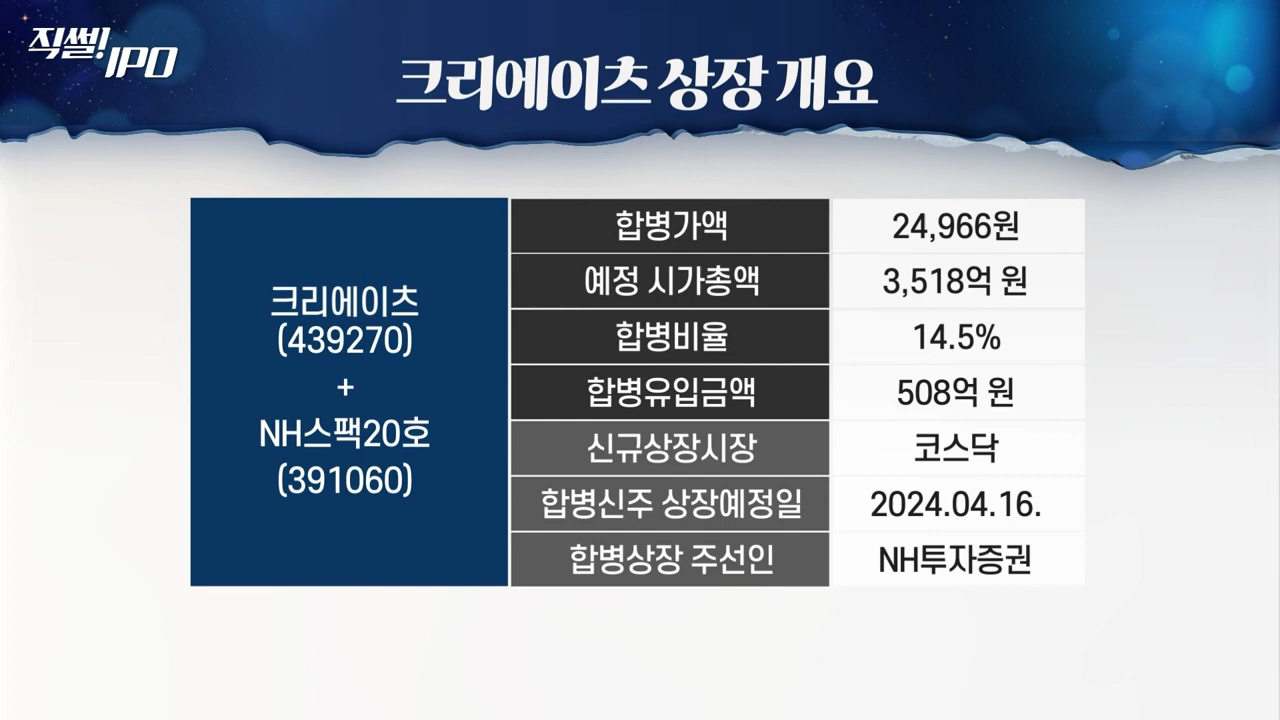 직썰!
IPO
크리에이츠 상장 개요
크리에이츠
(439270)
+
NH스팩20호
(391060)
합병가액 24,966원
예정 시가총액 3,518억 원
합병비율 14.5%
합병유입금액 508억 원
신규상장시장 코스닥
합병신주 상장예정일 2024.04.16.
합병상장 주선인 NH투자증권